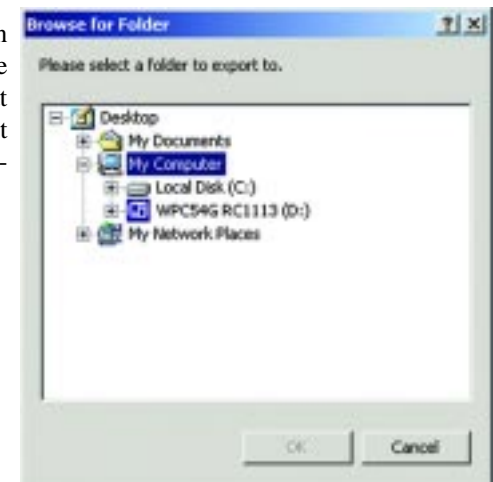 Browse for Folder
Please select a folder to export to.
Desktop
My Documents
My Computer
Local Disk (C:)
WPC54G RC1113 (D:)
My Network Places
OK Cancel